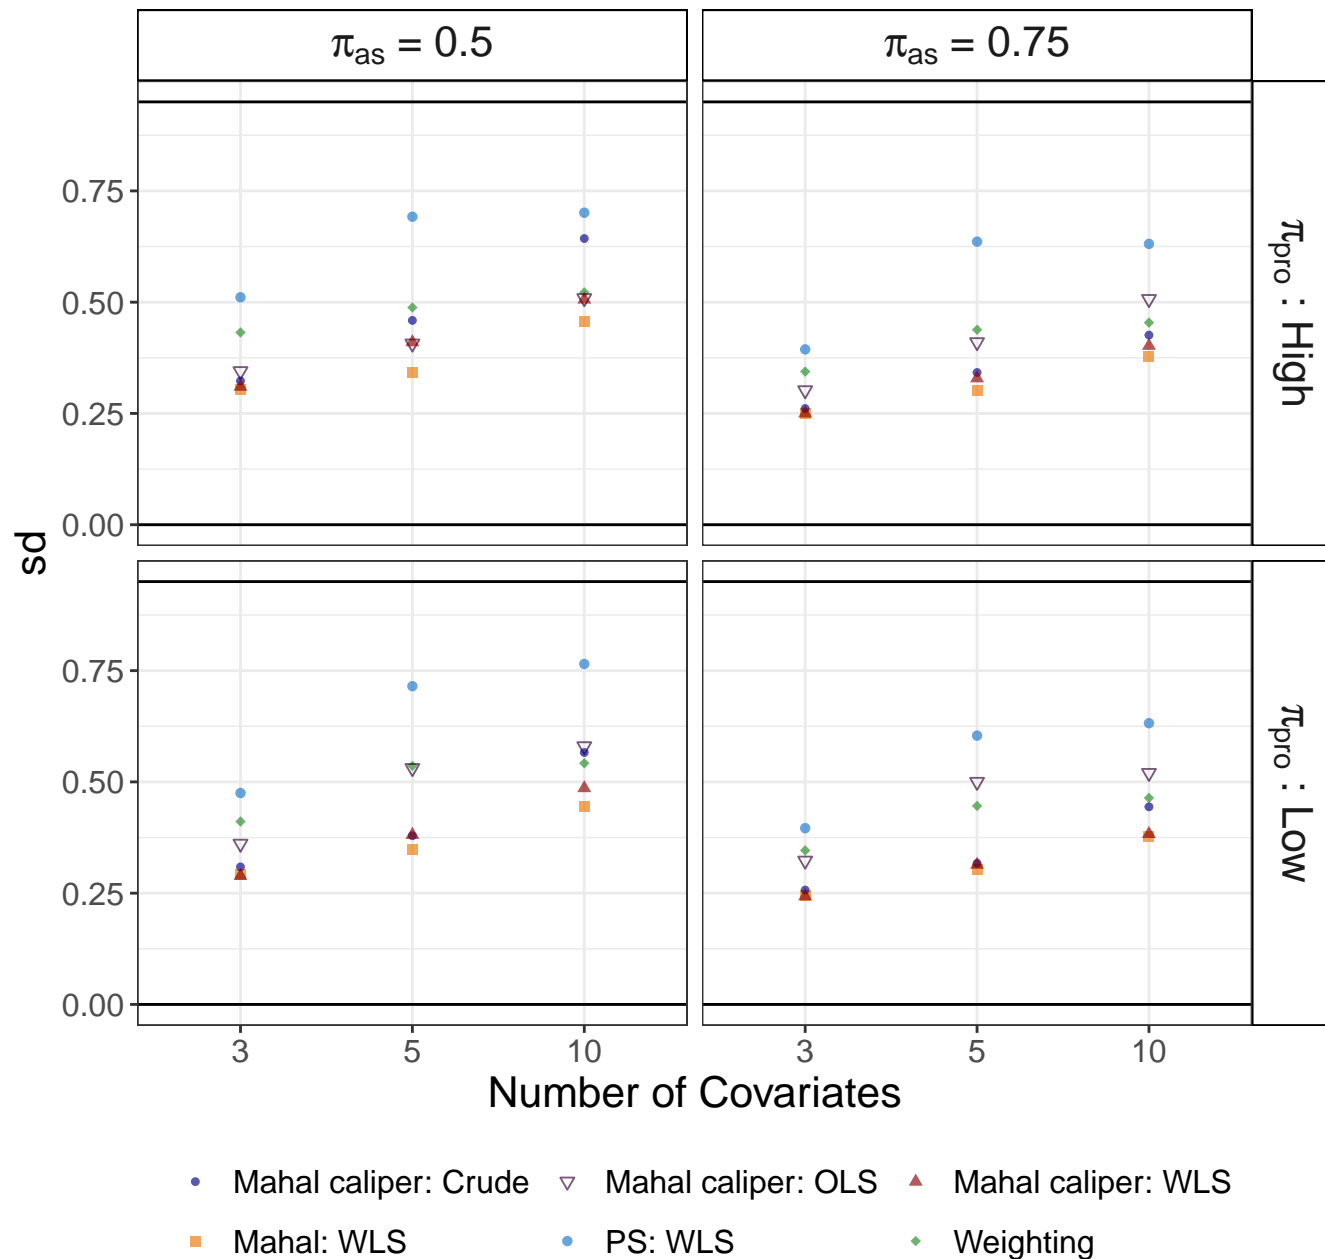 π_as = 0.5
π_as = 0.75
0.75
0.50
0.25
0.00
π_pro : High
sd
0.75
0.50
0.25
0.00
π_pro : Low
3 5 10 3 5 10
Number of Covariates
Mahal caliper: Crude Mahal caliper: OLS Mahal caliper: WLS
Mahal: WLS PS: WLS Weighting